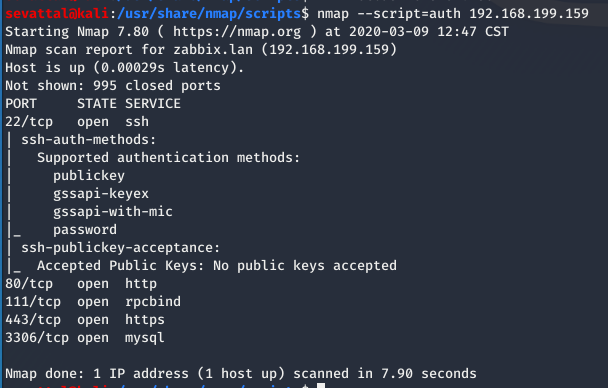 sevattal@kali:/usr/share/nmap/scripts$ nmap --script=auth 192.168.199.159
Starting Nmap 7.80 ( https://nmap.org ) at 2020-03-09 12:47 CST
Nmap scan report for zabbix.lan (192.168.199.159)
Host is up (0.00029s latency).
Not shown: 995 closed ports
PORT     STATE SERVICE
22/tcp   open  ssh
| ssh-auth-methods:
|   Supported authentication methods:
|     publickey
|     gssapi-keyex
|     gssapi-with-mic
|_    password
| ssh-publickey-acceptance:
|_  Accepted Public Keys: No public keys accepted
80/tcp   open  http
111/tcp  open  rpcbind
443/tcp  open  https
3306/tcp open  mysql

Nmap done: 1 IP address (1 host up) scanned in 7.90 seconds